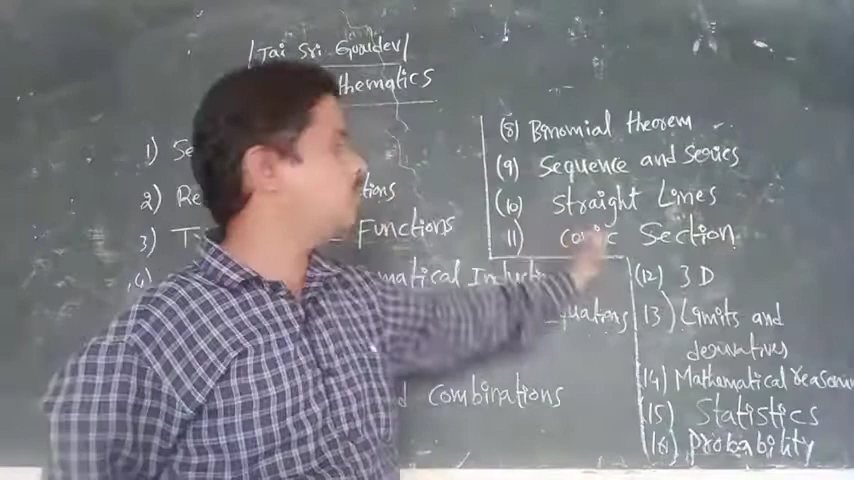 /Jai Sri Gurudev/
thematics
1) Se
2) Re tions
3) T Functions
4) matical Induction
quations
d combinations
(8) Binomial theorem
(9) Sequence and Series
(10) Straight Lines
11) Conic Section
(12) 3 D
13) Limits and
derivatives
(14) Mathematical reasonin
(15) Statistics
(16) Probability